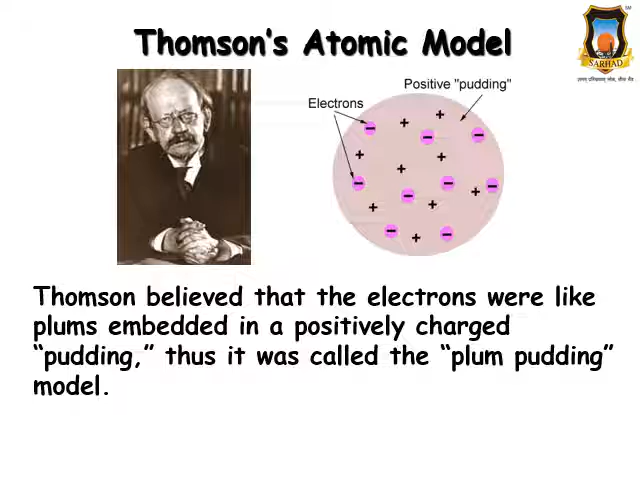 Thomson's Atomic Model
SARHAD
Positive "pudding"
Electrons
Thomson believed that the electrons were like
plums embedded in a positively charged
“pudding,” thus it was called the “plum pudding”
model.